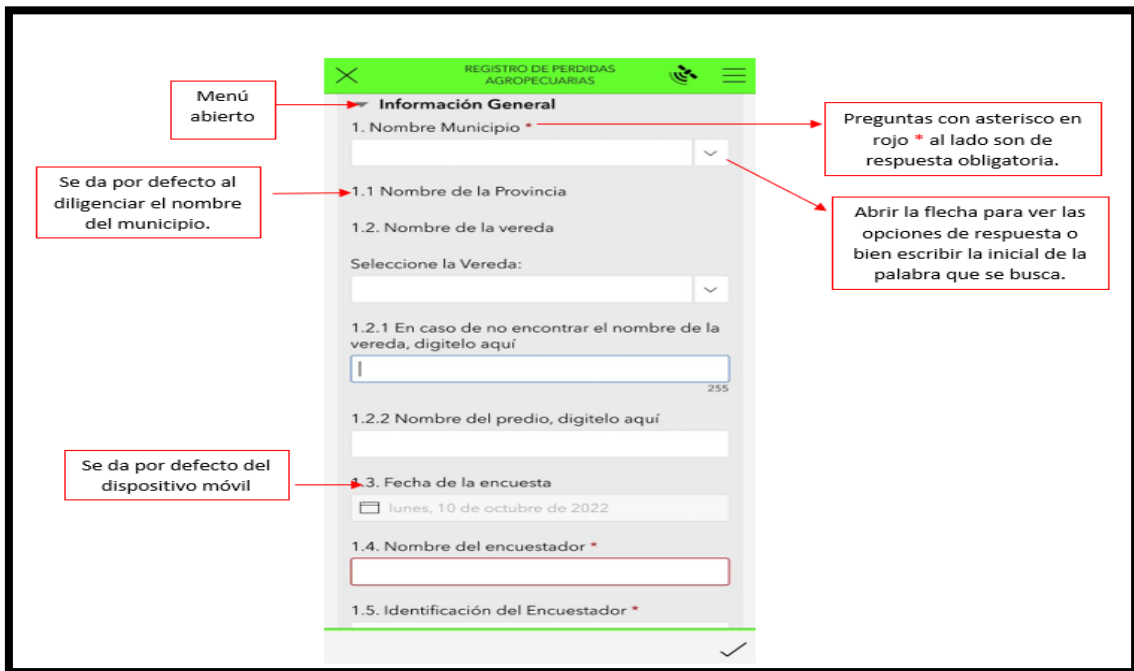 REGISTRO DE PERDIDAS
AGROPECUARIAS
Menú
abierto
Información General
1. Nombre Municipio *
Preguntas con asterisco en
rojo * al lado son de
respuesta obligatoria.
Se da por defecto al
diligenciar el nombre
del municipio.
1.1 Nombre de la Provincia
Abrir la flecha para ver las
opciones de respuesta o
bien escribir la inicial de la
palabra que se busca.
1.2. Nombre de la vereda
Seleccione la Vereda:
1.2.1 En caso de no encontrar el nombre de la
vereda, digitelo aquí
255
1.2.2 Nombre del predio, digitelo aquí
Se da por defecto del
dispositivo móvil
1.3. Fecha de la encuesta
lunes, 10 de octubre de 2022
1.4. Nombre del encuestador *
1.5. Identificación del Encuestador *